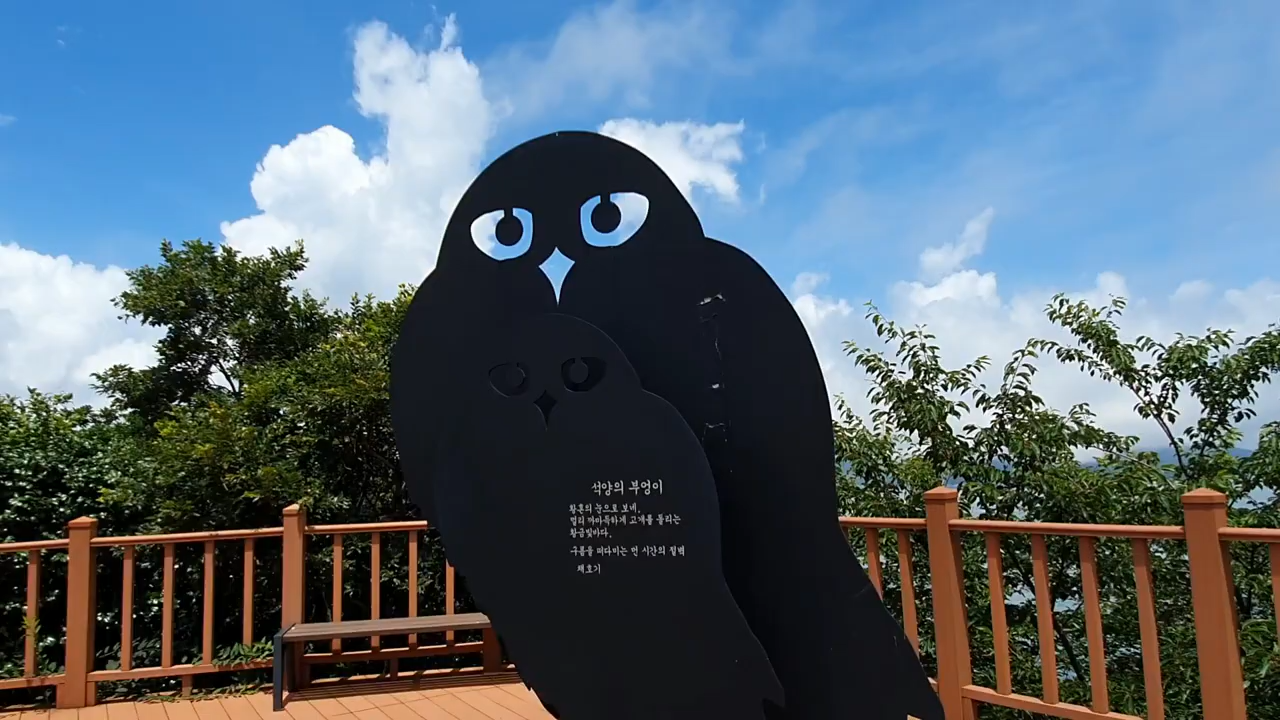 석양의 부엉이
황혼의 눈으로 보네.
멀리 까마득하게 고개를 돌리는
황금빛바다.
구름을 떠다미는 먼 시간의 절벽
채호기